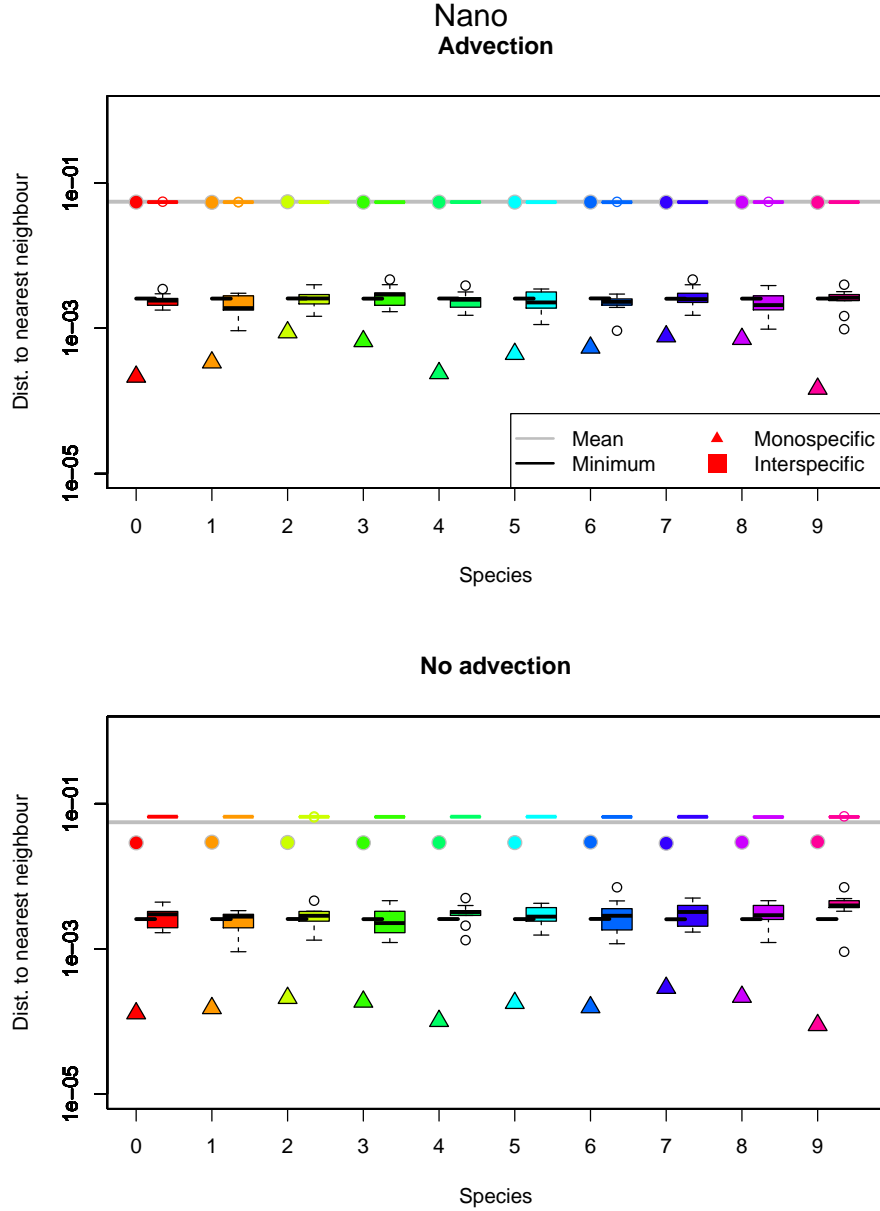 Nano
Advection
Dist. to nearest neighbour
1e−01
1e−03
1e−05
Mean
Minimum
Monospecific
Interspecific
0 1 2 3 4 5 6 7 8 9
Species
No advection
Dist. to nearest neighbour
1e−01
1e−03
1e−05
0 1 2 3 4 5 6 7 8 9
Species